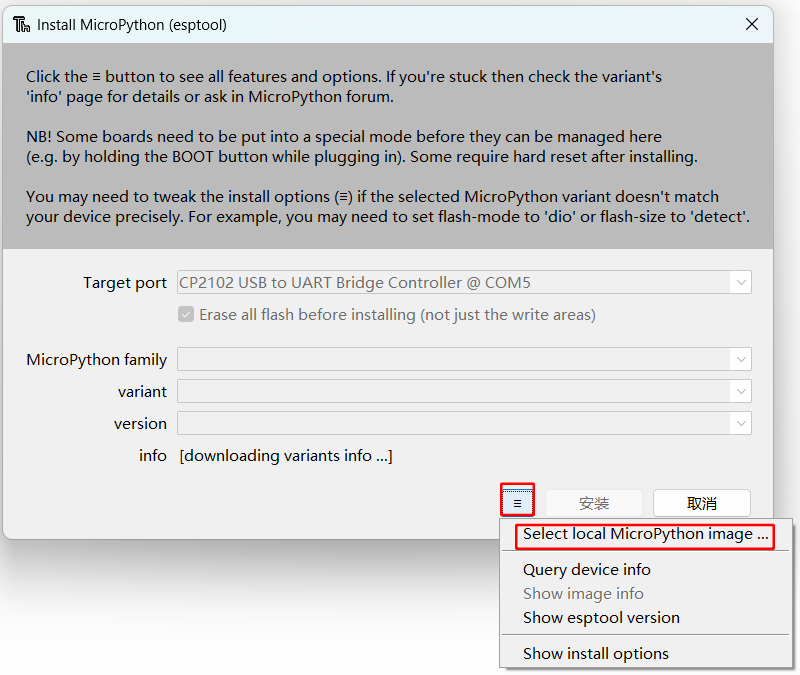 Install MicroPython (esptool)
Click the ≡ button to see all features and options. If you're stuck then check the variant's
'info' page for details or ask in MicroPython forum.
NB! Some boards need to be put into a special mode before they can be managed here
(e.g. by holding the BOOT button while plugging in). Some require hard reset after installing.
You may need to tweak the install options (≡) if the selected MicroPython variant doesn't match
your device precisely. For example, you may need to set flash-mode to 'dio' or flash-size to 'detect'.
Target port CP2102 USB to UART Bridge Controller @ COM5
Erase all flash before installing (not just the write areas)
MicroPython family
variant
version
info [downloading variants info ...]
≡ 安装 取消
Select local MicroPython image ...
Query device info
Show image info
Show esptool version
Show install options